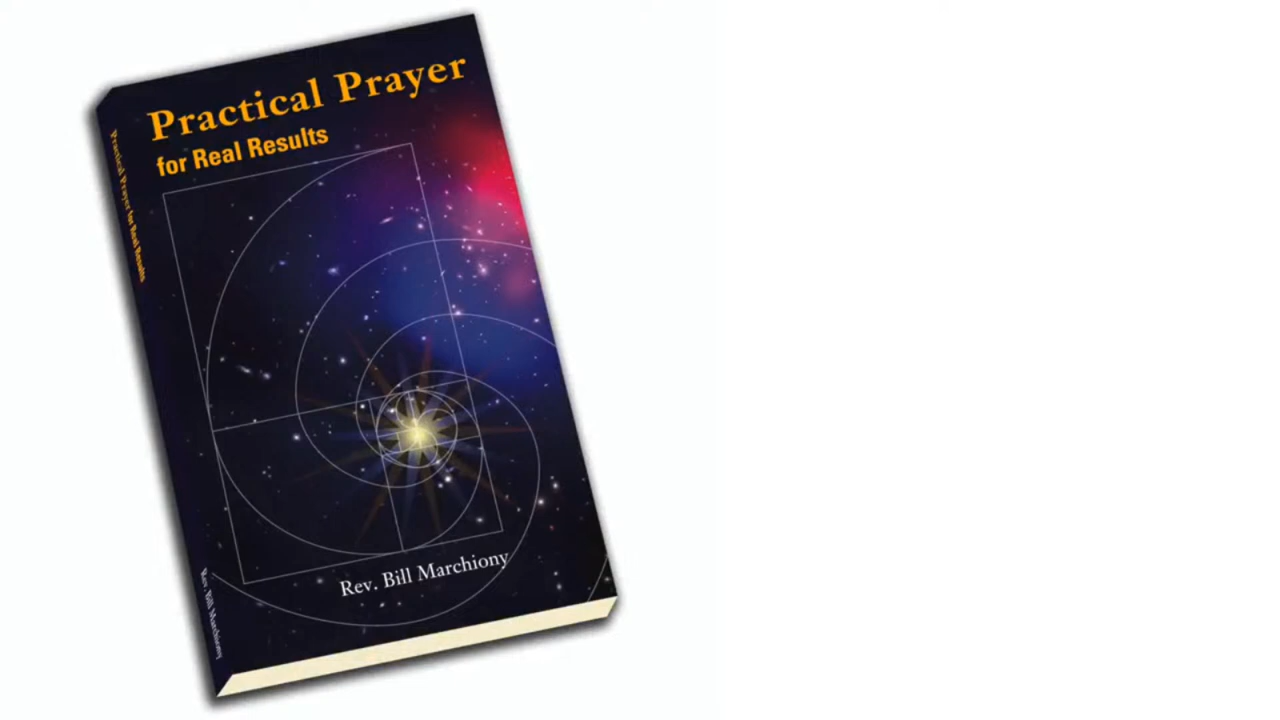 Practical Prayer
for Real Results
Rev. Bill Marchiony
Practical Prayer for Real Results
Rev. Bill Marchiony